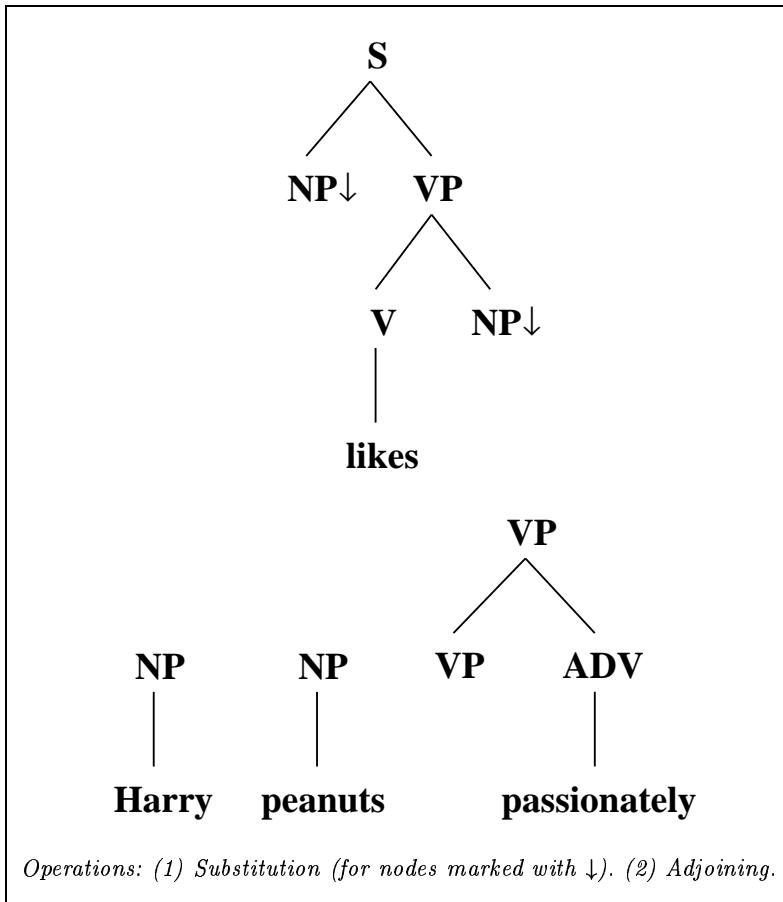 S
NP↓ VP
V NP↓
likes
VP
NP NP VP ADV
Harry peanuts passionately
Operations: (1) Substitution (for nodes marked with ↓). (2) Adjoining.